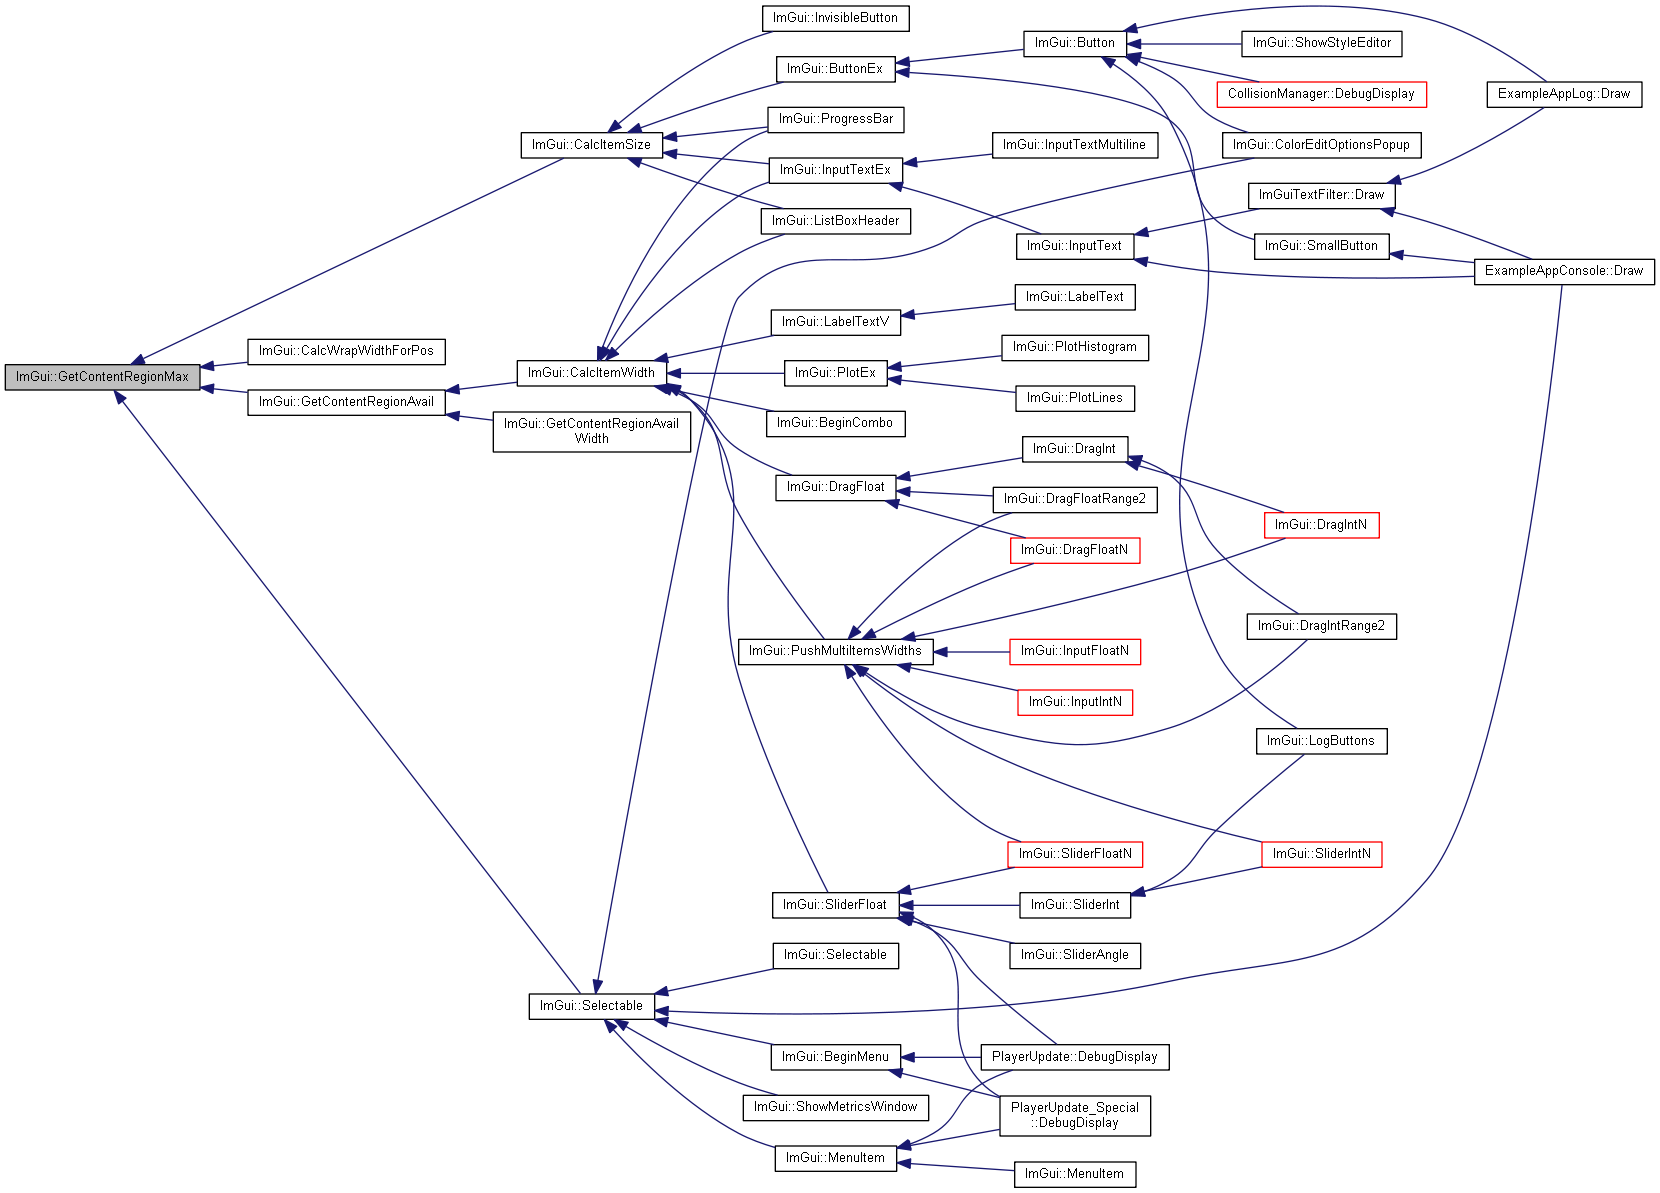 ImGui::GetContentRegionMax
ImGui::CalcItemSize
ImGui::CalcWrapWidthForPos
ImGui::GetContentRegionAvail
ImGui::CalcItemWidth
ImGui::GetContentRegionAvail
Width
ImGui::Selectable
ImGui::InvisibleButton
ImGui::ButtonEx
ImGui::ProgressBar
ImGui::InputTextEx
ImGui::ListBoxHeader
ImGui::LabelTextV
ImGui::PlotEx
ImGui::BeginCombo
ImGui::DragFloat
ImGui::PushMultiItemsWidths
ImGui::SliderFloat
ImGui::Selectable
ImGui::BeginMenu
ImGui::ShowMetricsWindow
ImGui::MenuItem
ImGui::Button
ImGui::InputTextMultiline
ImGui::InputText
ImGui::LabelText
ImGui::PlotHistogram
ImGui::PlotLines
ImGui::DragInt
ImGui::DragFloatRange2
ImGui::DragFloatN
ImGui::InputFloatN
ImGui::InputIntN
ImGui::SliderFloatN
ImGui::SliderInt
ImGui::SliderAngle
PlayerUpdate::DebugDisplay
PlayerUpdate_Special
::DebugDisplay
ImGui::MenuItem
ImGui::ShowStyleEditor
CollisionManager::DebugDisplay
ImGui::ColorEditOptionsPopup
ImGuiTextFilter::Draw
ImGui::SmallButton
ImGui::DragIntN
ImGui::DragIntRange2
ImGui::LogButtons
ImGui::SliderIntN
ExampleAppLog::Draw
ExampleAppConsole::Draw